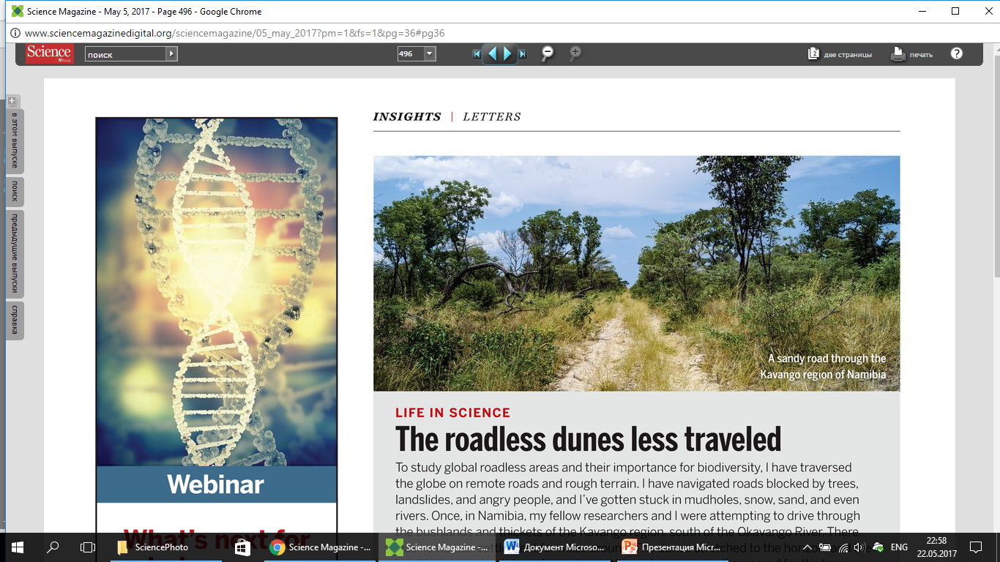 Science Magazine - May 5, 2017 - Page 496 - Google Chrome
www.sciencemagazinedigital.org/sciencemagazine/05_may_2017?pm=1&fs=1&pg=36#pg36
Science
поиск
496
2
две страницы
печать
?
в этом выпуске
поиск
предыдущие выпуски
справка
Webinar
What's next for
INSIGHTS | LETTERS
A sandy road through the
Kavango region of Namibia
LIFE IN SCIENCE
The roadless dunes less traveled
To study global roadless areas and their importance for biodiversity, I have traversed
the globe on remote roads and rough terrain. I have navigated roads blocked by trees,
landslides, and angry people, and I've gotten stuck in mudholes, snow, sand, and even
rivers. Once, in Namibia, my fellow researchers and I were attempting to drive through
the bushlands and thickets of the Kavango region, south of the Okavango River. There
SciencePhoto
Science Magazine -...
Science Magazine -...
Документ Microso...
Презентация Micr...
ENG
22:58
22.05.2017